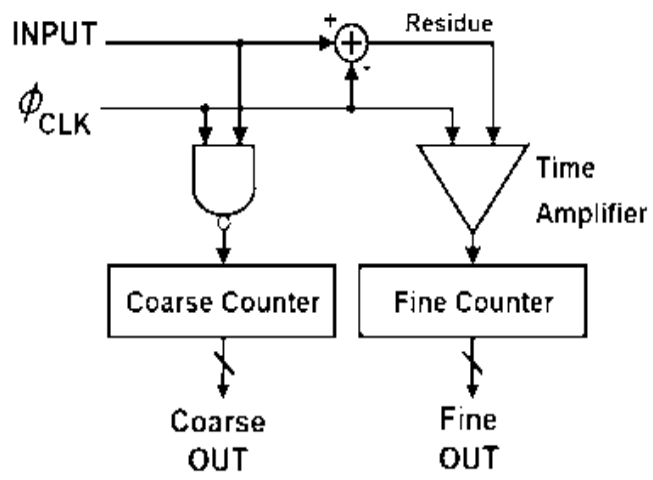 INPUT
+
Residue
-
ϕCLK
Time
Amplifier
Coarse Counter
Fine Counter
Coarse
OUT
Fine
OUT